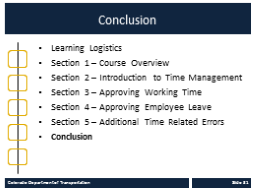 Conclusion
• Learning Logistics
• Section 1 – Course Overview
• Section 2 – Introduction to Time Management
• Section 3 – Approving Working Time
• Section 4 – Approving Employee Leave
• Section 5 – Additional Time Related Errors
• Conclusion
Colorado Department of Transportation
Slide 81